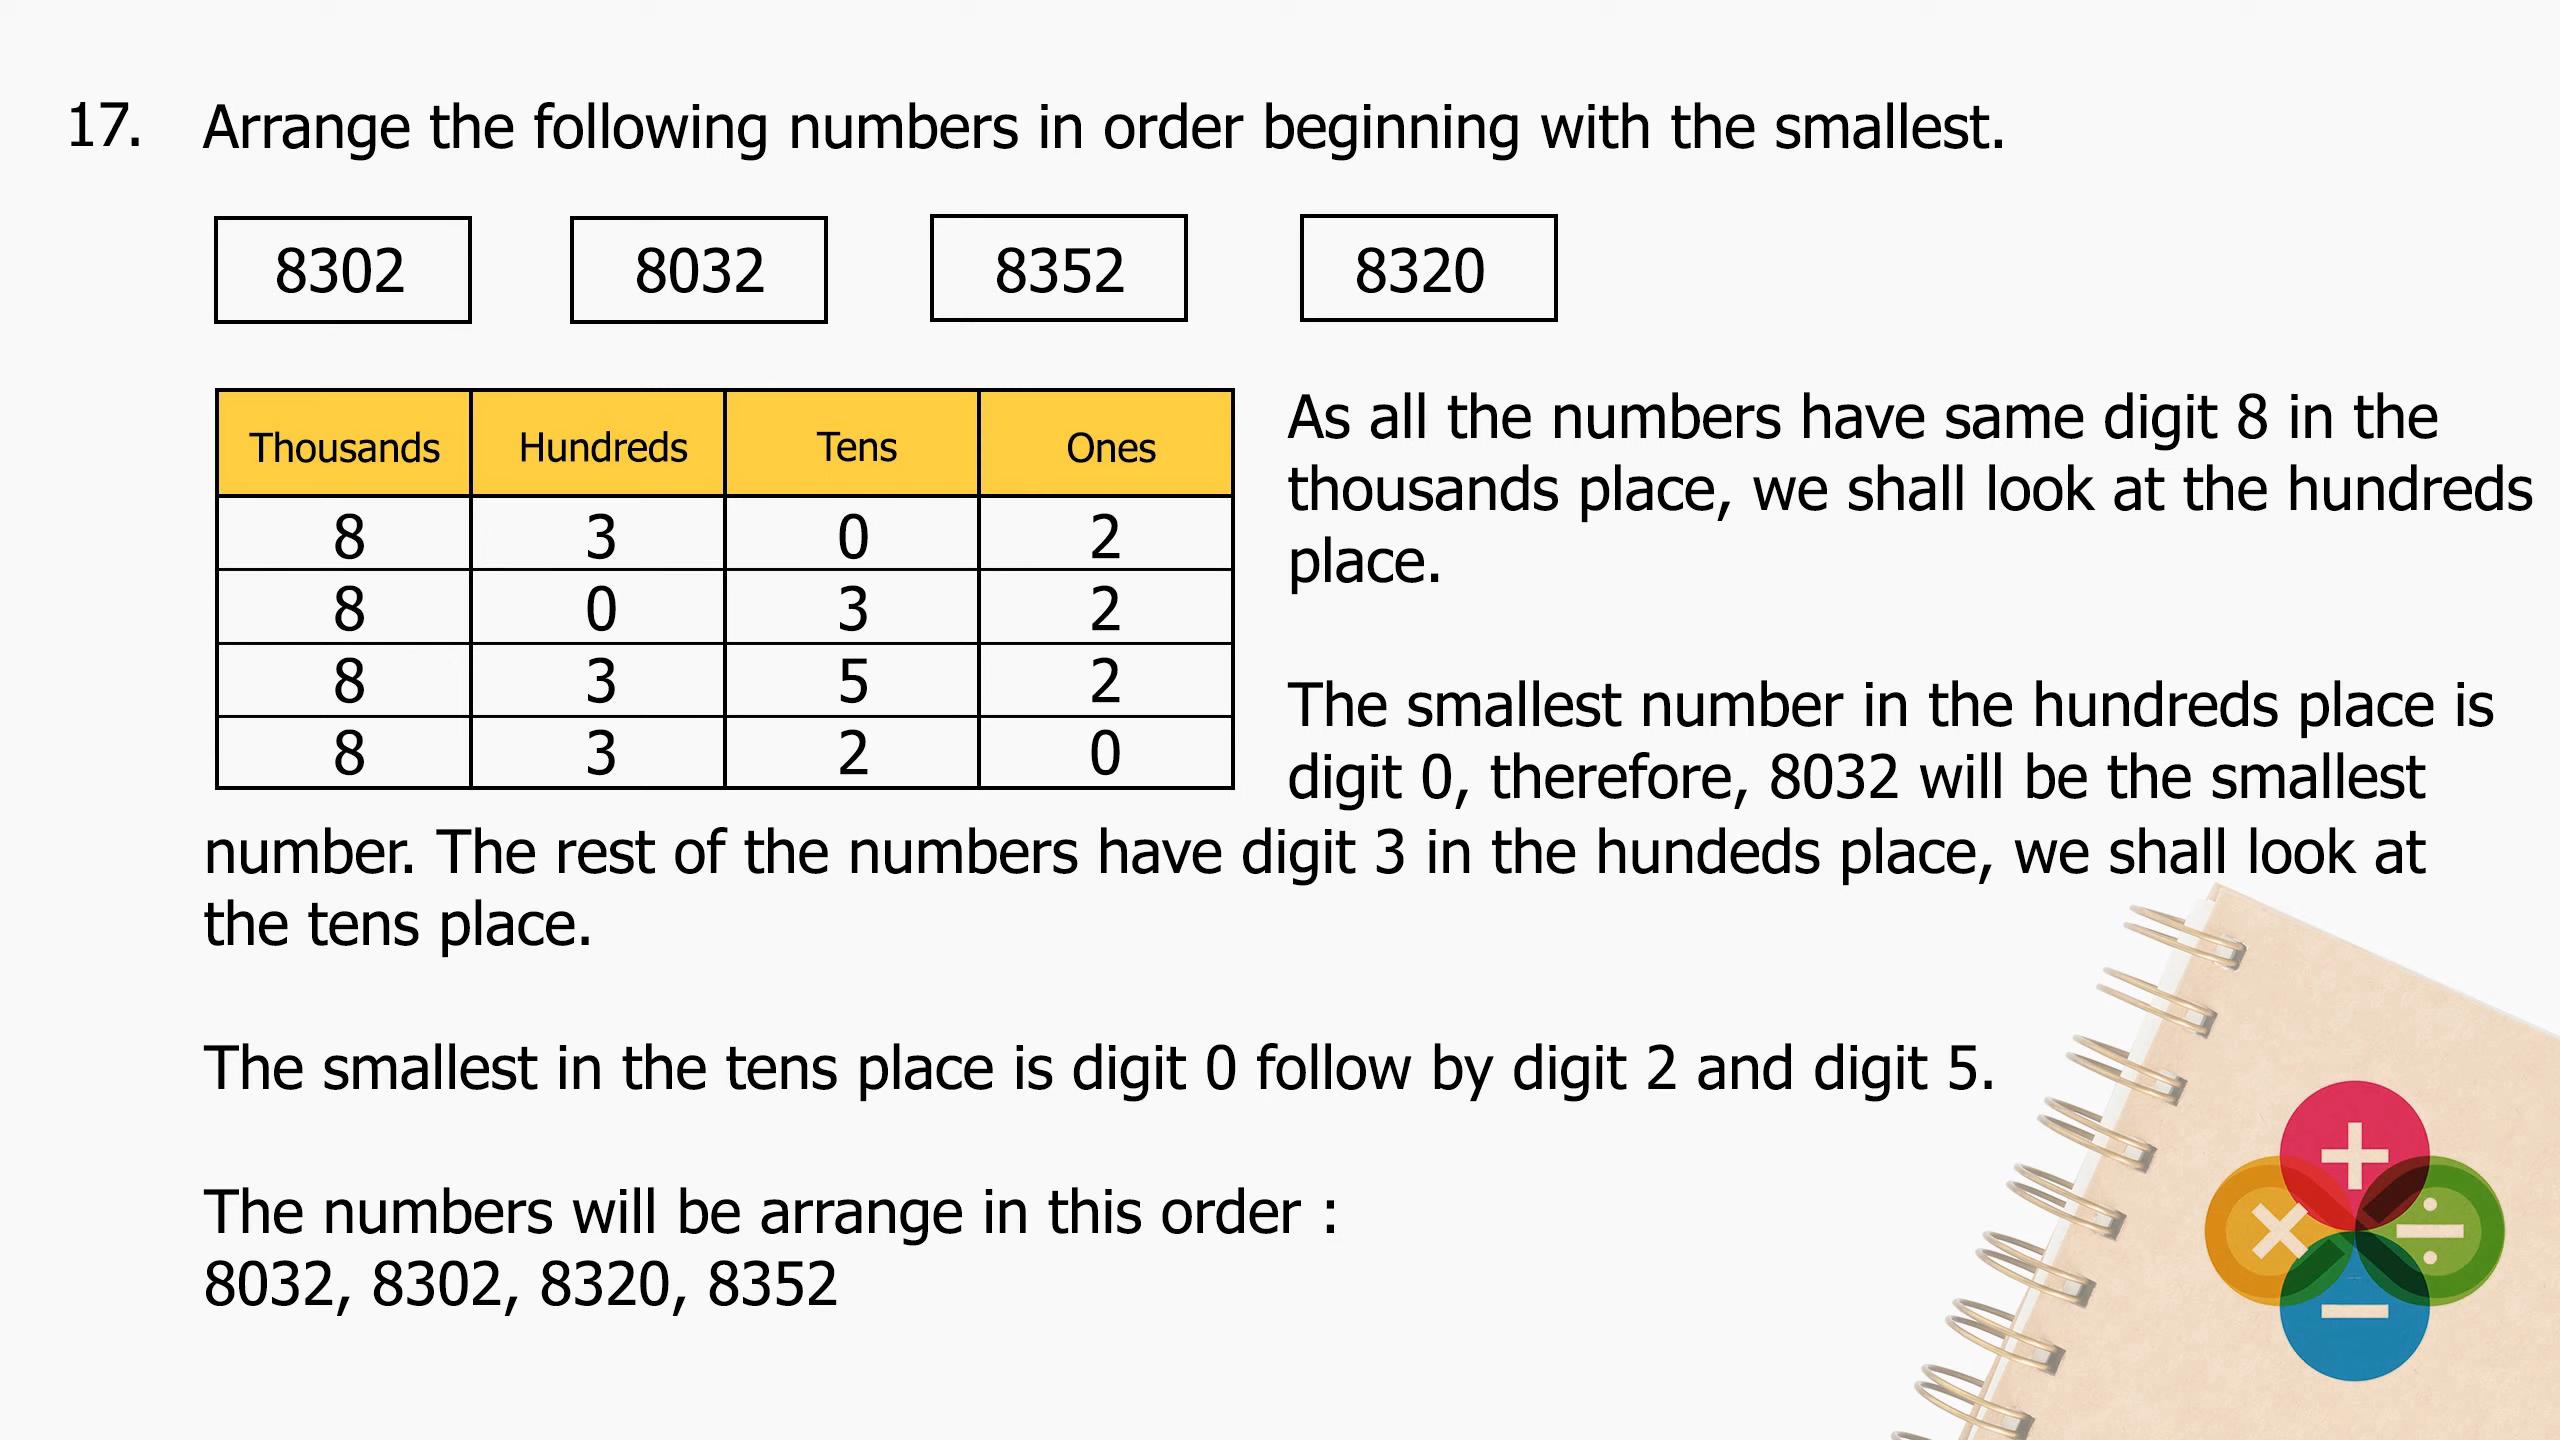 17. Arrange the following numbers in order beginning with the smallest.
8302 8032 8352 8320
Thousands Hundreds Tens Ones
8 3 0 2
8 0 3 2
8 3 5 2
8 3 2 0
As all the numbers have same digit 8 in the
thousands place, we shall look at the hundreds
place.
The smallest number in the hundreds place is
digit 0, therefore, 8032 will be the smallest
number. The rest of the numbers have digit 3 in the hundeds place, we shall look at
the tens place.
The smallest in the tens place is digit 0 follow by digit 2 and digit 5.
The numbers will be arrange in this order :
8032, 8302, 8320, 8352
+
× ÷
−